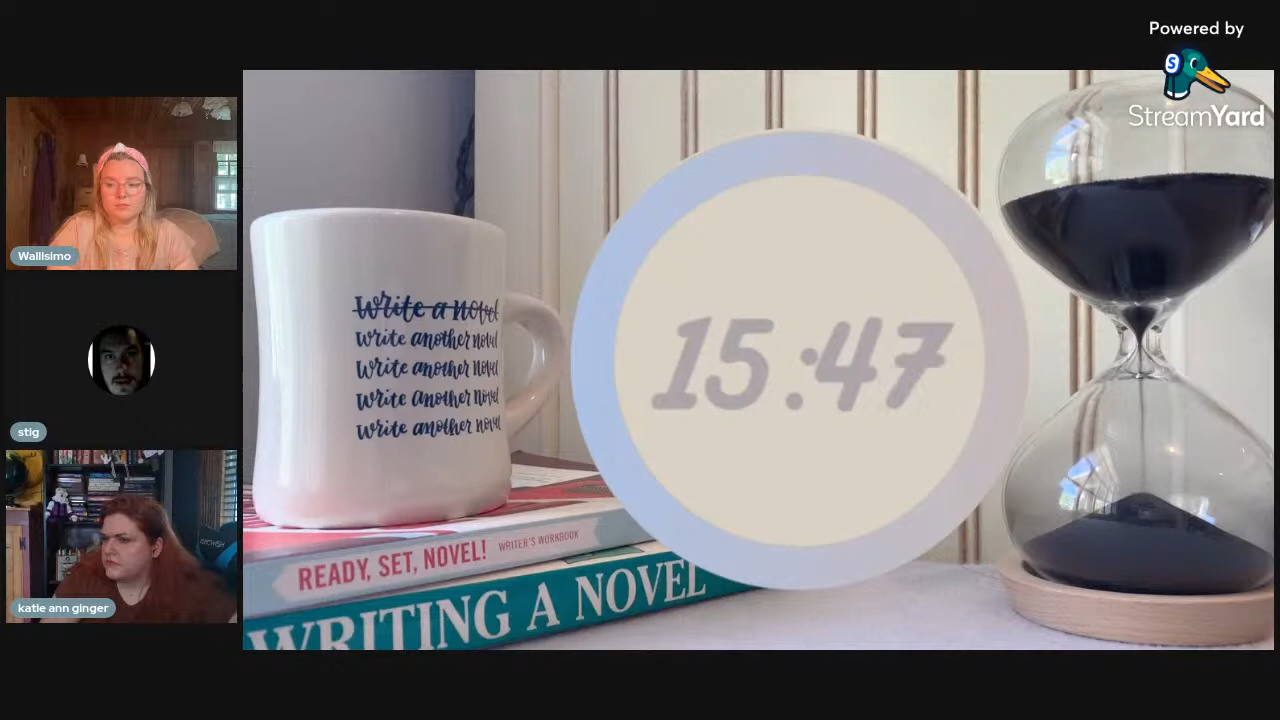 Powered by
StreamYard
Wallisimo
stig
katie ann ginger
write a novel
write another novel
write another novel
write another novel
write another novel
15:47
READY, SET, NOVEL! WRITER'S WORKBOOK
WRITING A NOVEL